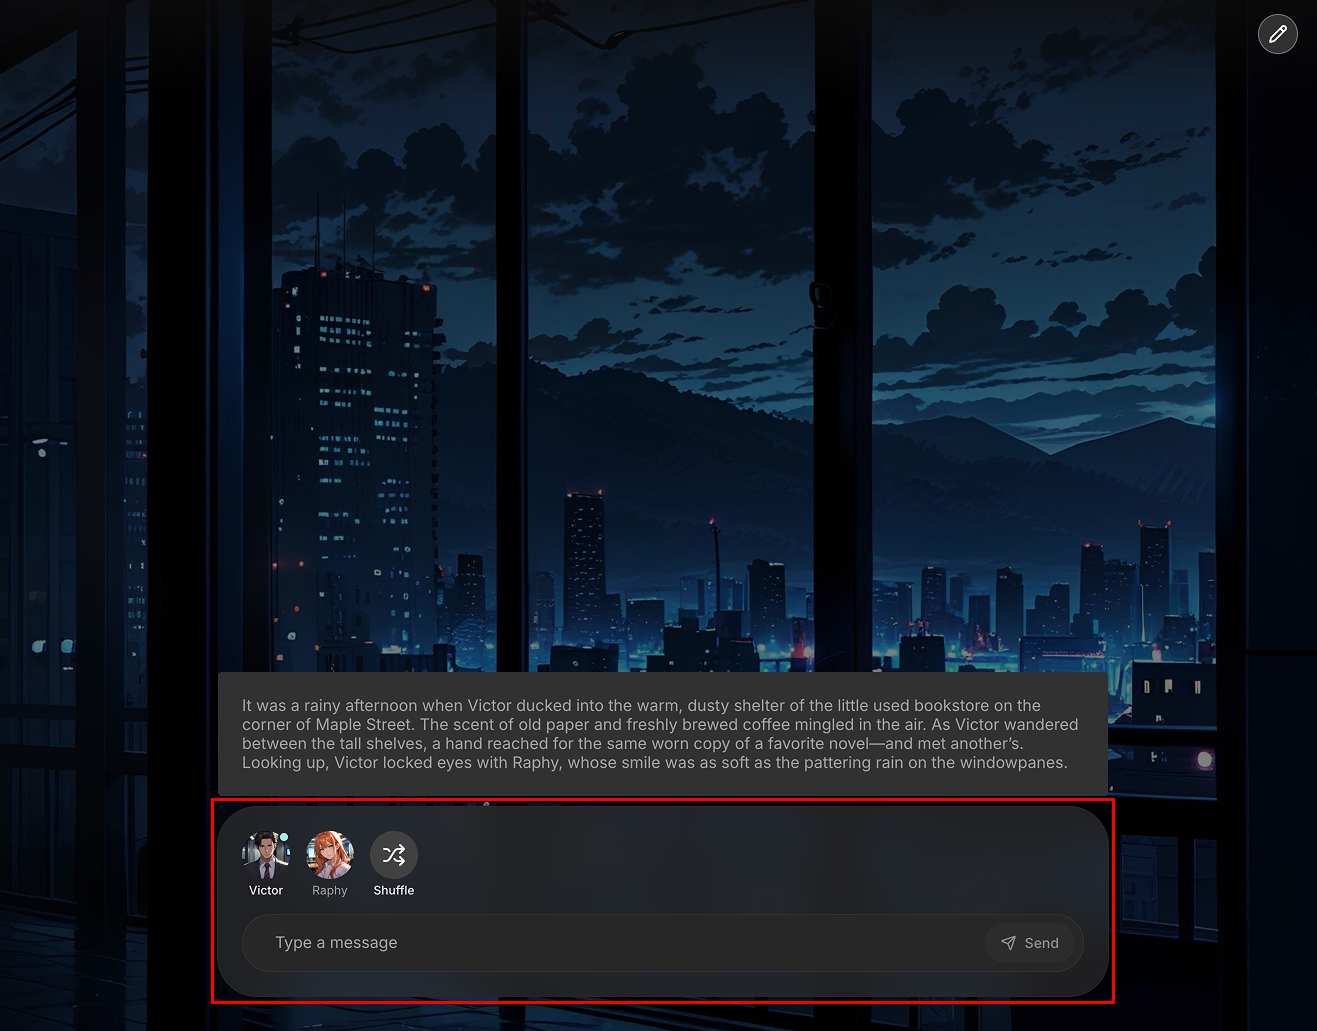 It was a rainy afternoon when Victor ducked into the warm, dusty shelter of the little used bookstore on the
corner of Maple Street. The scent of old paper and freshly brewed coffee mingled in the air. As Victor wandered
between the tall shelves, a hand reached for the same worn copy of a favorite novel—and met another’s.
Looking up, Victor locked eyes with Raphy, whose smile was as soft as the pattering rain on the windowpanes.
Victor
Raphy
Shuffle
Type a message
Send